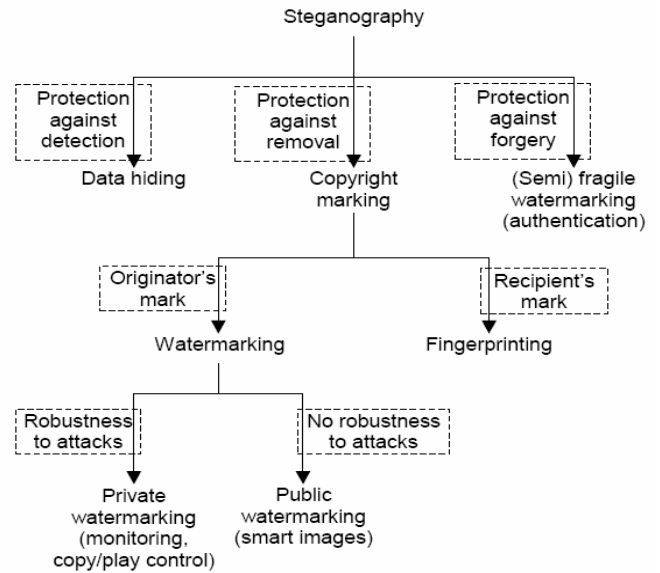 Steganography
Protection
against
detection
Protection
against
removal
Protection
against
forgery
Data hiding
Copyright
marking
(Semi) fragile
watermarking
(authentication)
Originator's
mark
Recipient's
mark
Watermarking
Fingerprinting
Robustness
to attacks
No robustness
to attacks
Private
watermarking
(monitoring,
copy/play control)
Public
watermarking
(smart images)